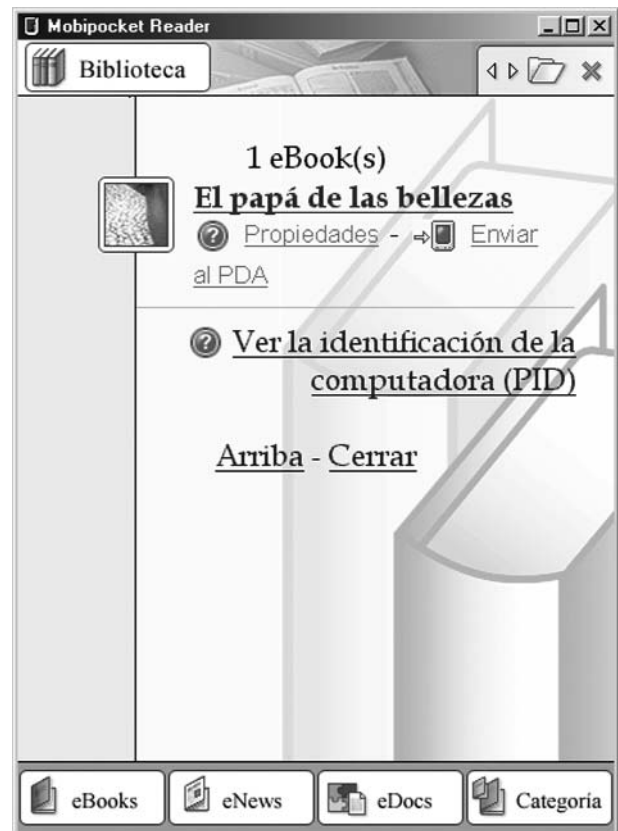 Mobipocket Reader
Biblioteca
1 eBook(s)
El papá de las bellezas
Propiedades - Enviar
al PDA
Ver la identificación de la
computadora (PID)
Arriba - Cerrar
eBooks eNews eDocs Categoría